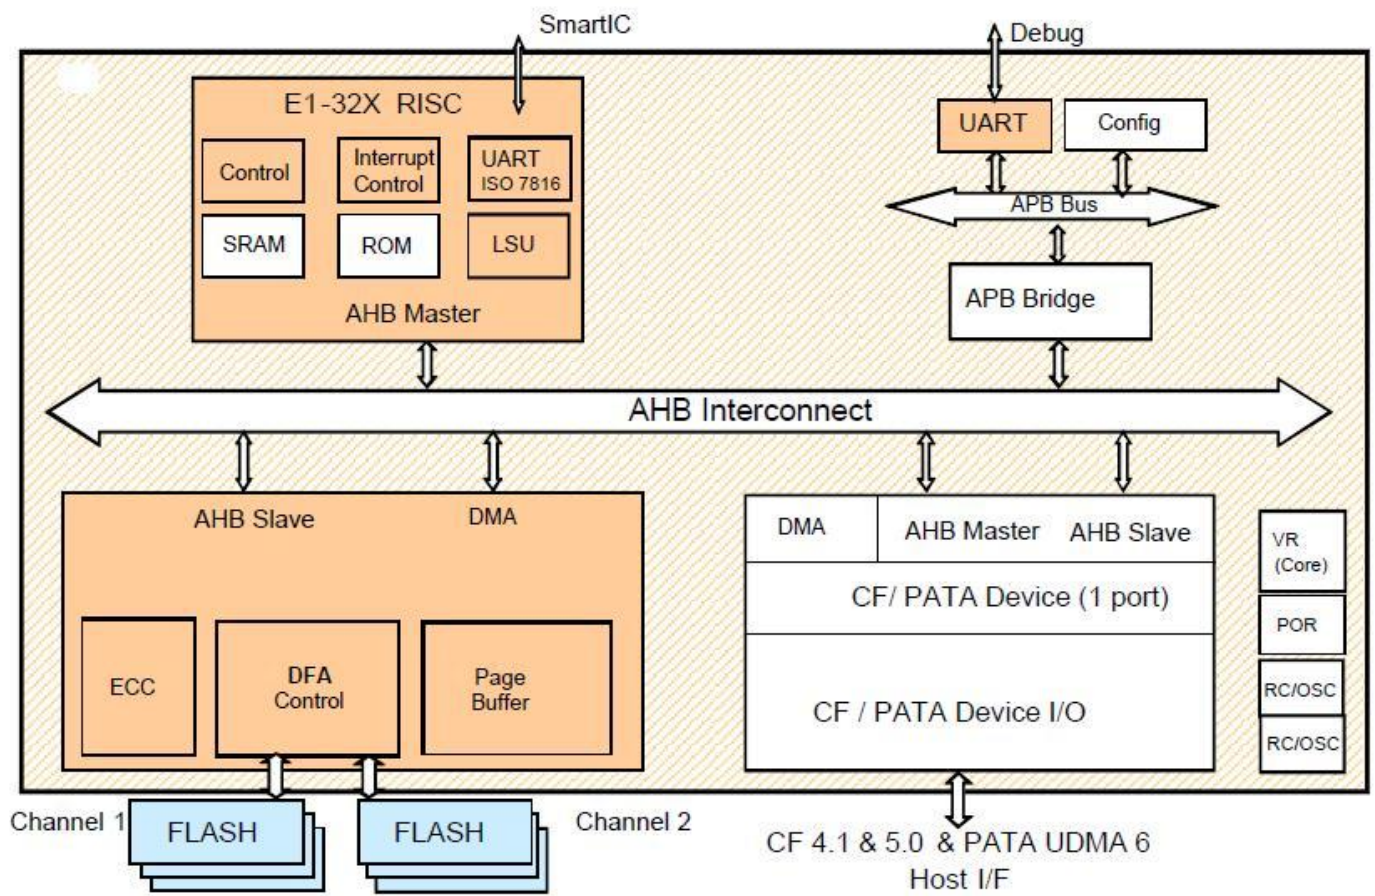 SmartIC
Debug
E1-32X RISC
Control
Interrupt
Control
UART
ISO 7816
SRAM
ROM
LSU
AHB Master
UART
Config
APB Bus
APB Bridge
AHB Interconnect
AHB Slave
DMA
ECC
DFA
Control
Page
Buffer
DMA
AHB Master
AHB Slave
CF/ PATA Device (1 port)
CF / PATA Device I/O
VR
(Core)
POR
RC/OSC
RC/OSC
Channel 1
FLASH
FLASH
Channel 2
CF 4.1 & 5.0 & PATA UDMA 6
Host I/F